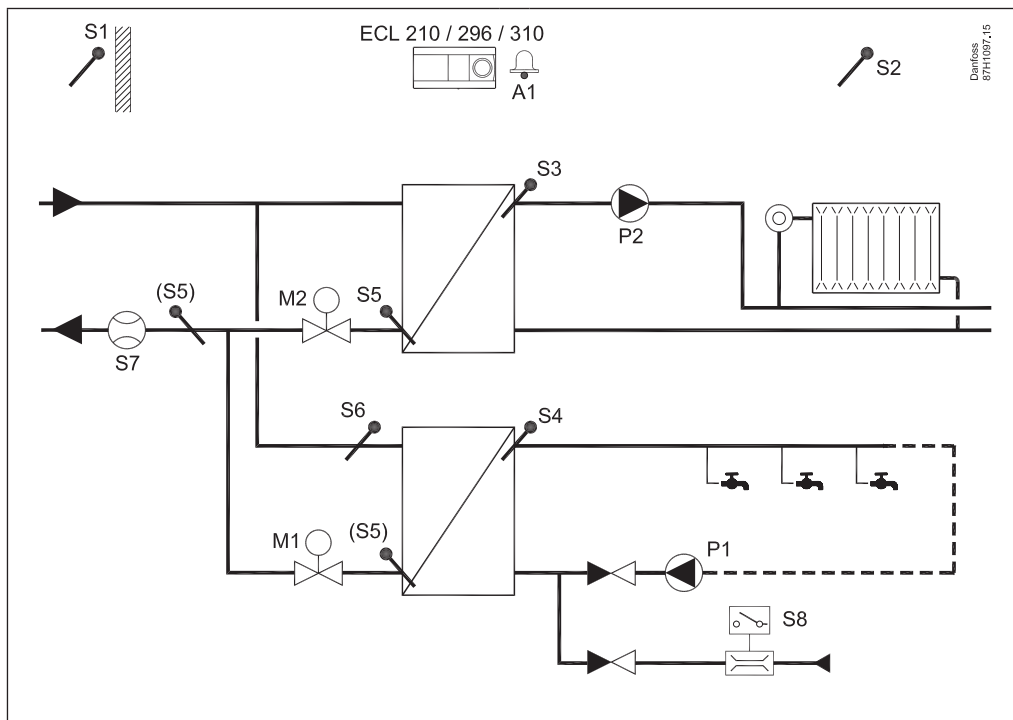 S1
ECL 210 / 296 / 310
A1
S2
Danfoss
87H1097.15
S3
P2
(S5)
M2
S5
S7
S6
S4
M1
(S5)
P1
S8